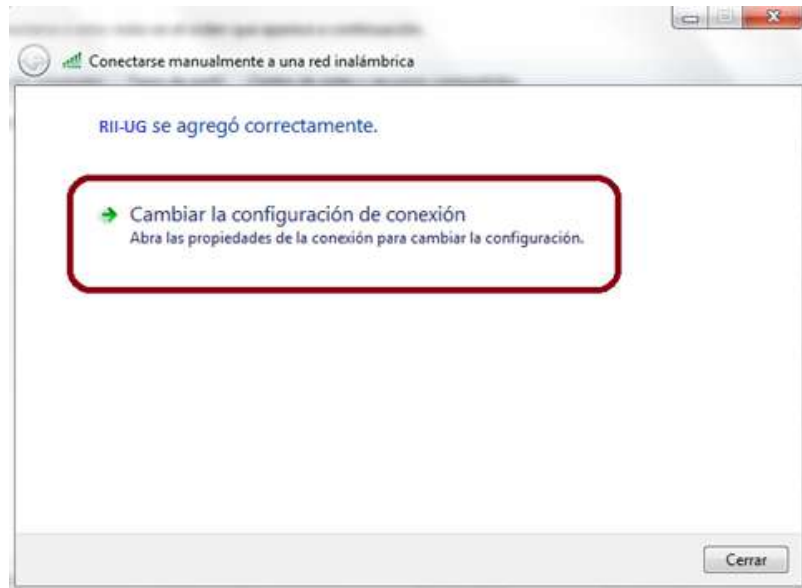 Conectarse manualmente a una red inalámbrica
RII-UG se agregó correctamente.
Cambiar la configuración de conexión
Abra las propiedades de la conexión para cambiar la configuración.
Cerrar